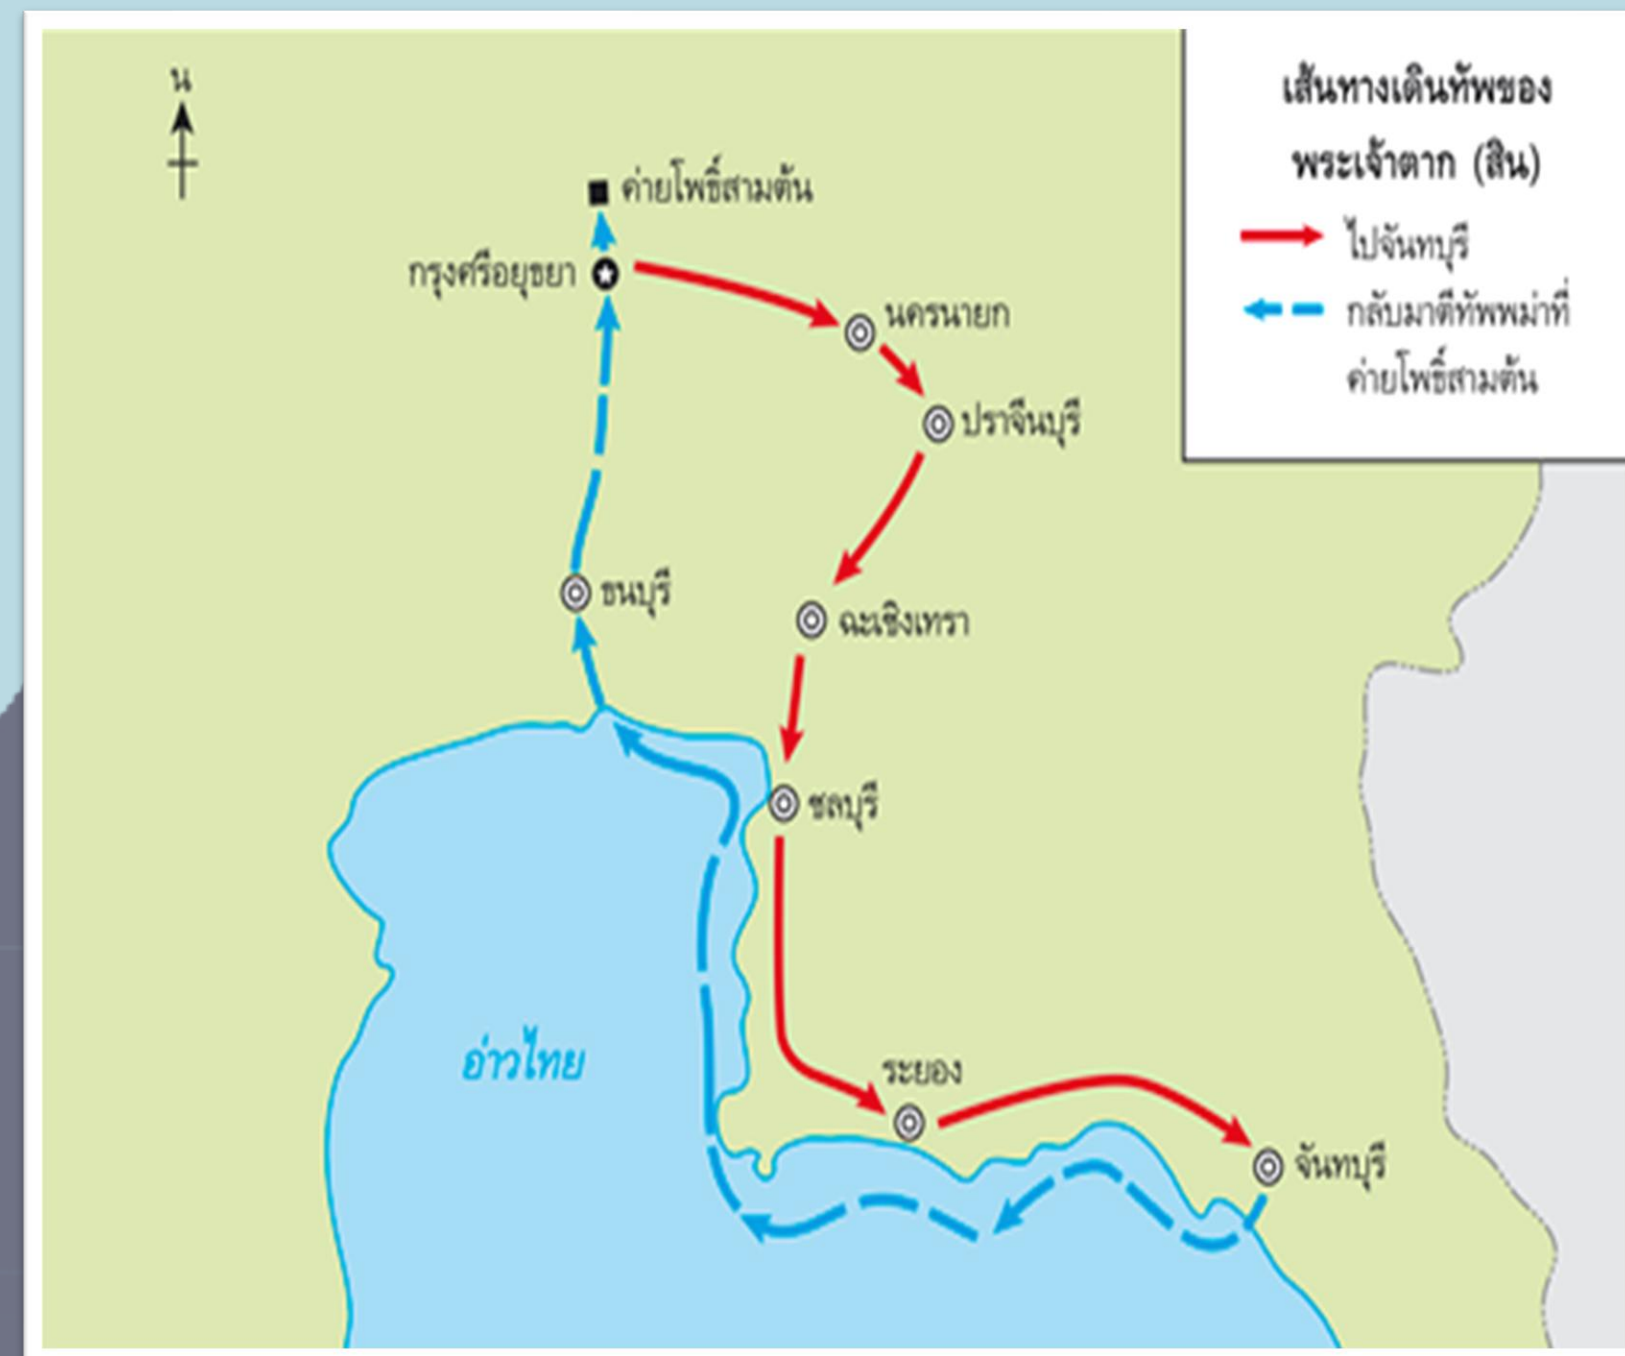 น
เส้นทางเดินทัพของ
พระเจ้าตาก (สิน)
ไปจันทบุรี
กลับมาตีทัพพม่าที่
ค่ายโพธิ์สามต้น
ค่ายโพธิ์สามต้น
กรุงศรีอยุธยา
นครนายก
ปราจีนบุรี
ธนบุรี
ฉะเชิงเทรา
ชลบุรี
อ่าวไทย
ระยอง
จันทบุรี